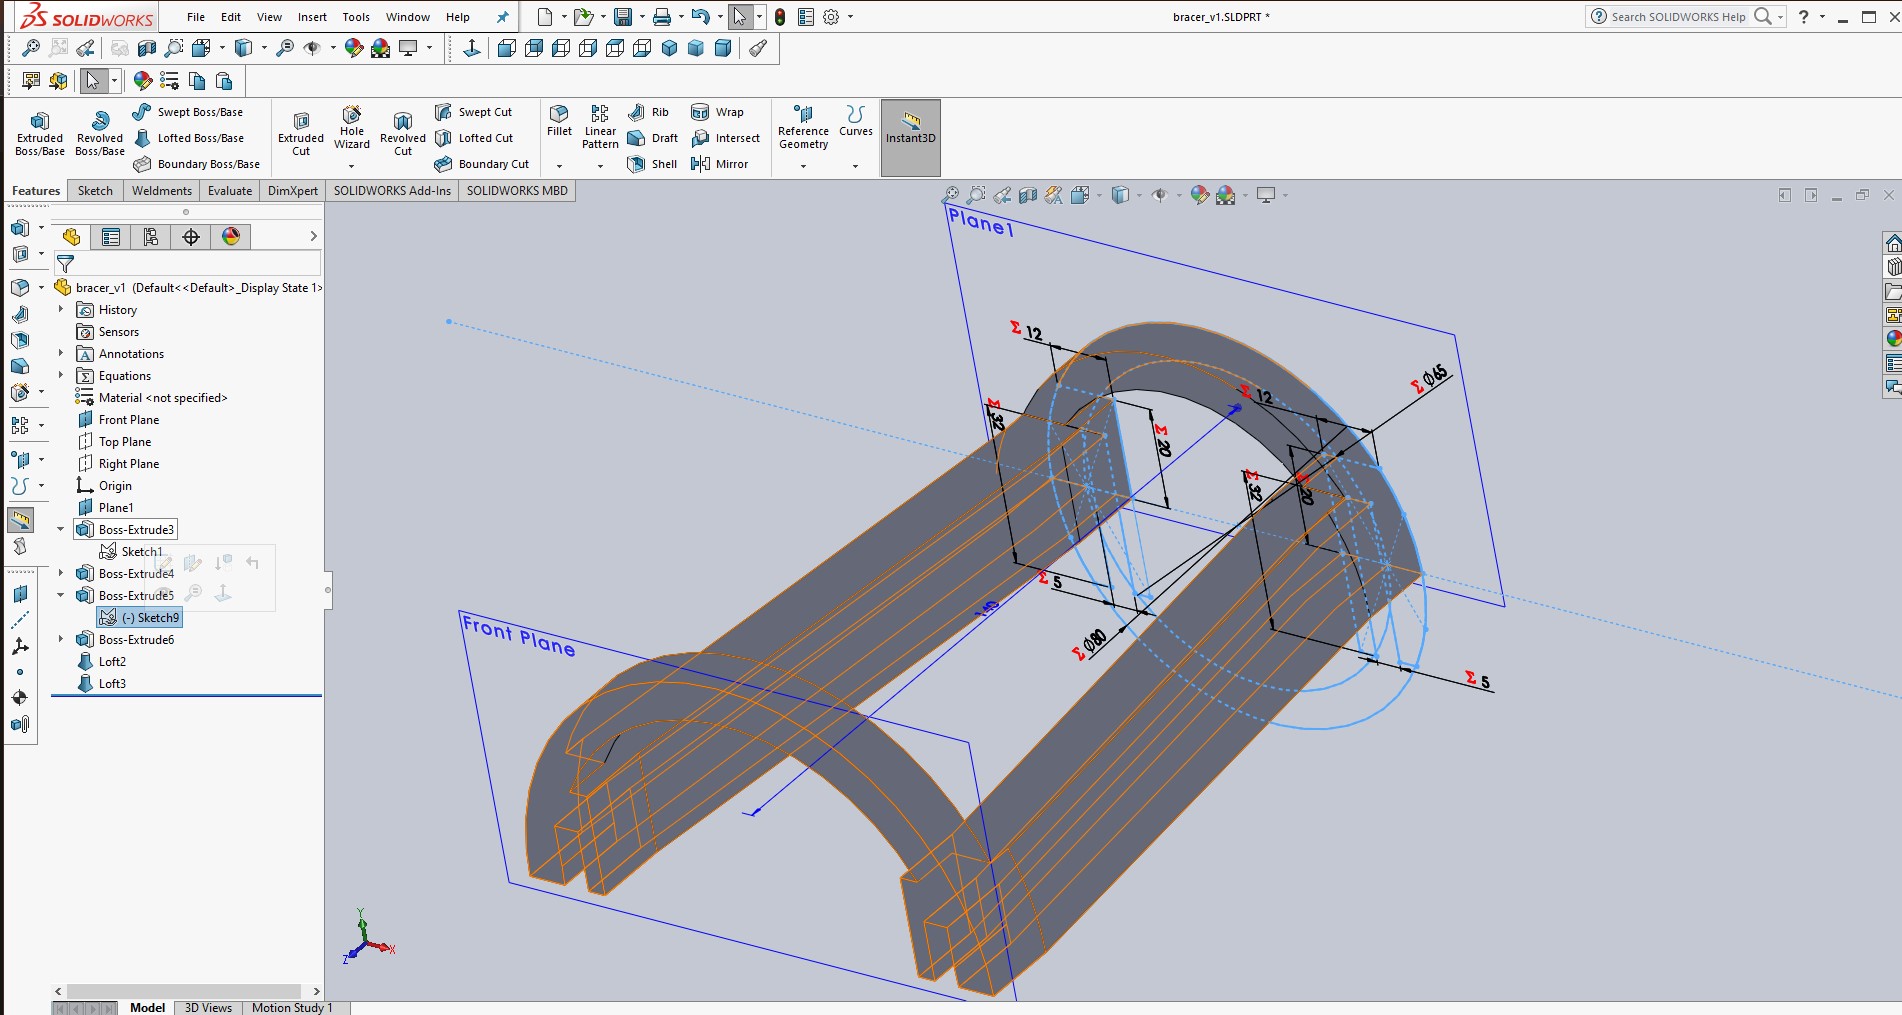 SOLIDWORKS
File Edit View Insert Tools Window Help
bracer_v1.SLDPRT *
Search SOLIDWORKS Help
?
Extruded Boss/Base
Revolved Boss/Base
Swept Boss/Base
Lofted Boss/Base
Boundary Boss/Base
Extruded Cut
Hole Wizard
Revolved Cut
Swept Cut
Lofted Cut
Boundary Cut
Fillet
Linear Pattern
Rib
Draft
Shell
Wrap
Intersect
Mirror
Reference Geometry
Curves
Instant3D
Features Sketch Weldments Evaluate DimXpert SOLIDWORKS Add-Ins SOLIDWORKS MBD
bracer_v1 (Default<<Default>_Display State 1>
History
Sensors
Annotations
Equations
Material <not specified>
Front Plane
Top Plane
Right Plane
Origin
Plane1
Boss-Extrude3
Sketch1
Boss-Extrude4
Boss-Extrude5
(-) Sketch9
Boss-Extrude6
Loft2
Loft3
Plane1
Σ 12
Σ 12
Σ Ø65
Σ 32
Σ 20
Σ 32
Σ 20
Σ 5
140
Σ Ø80
Σ 5
Front Plane
Y
X
Z
Model 3D Views Motion Study 1